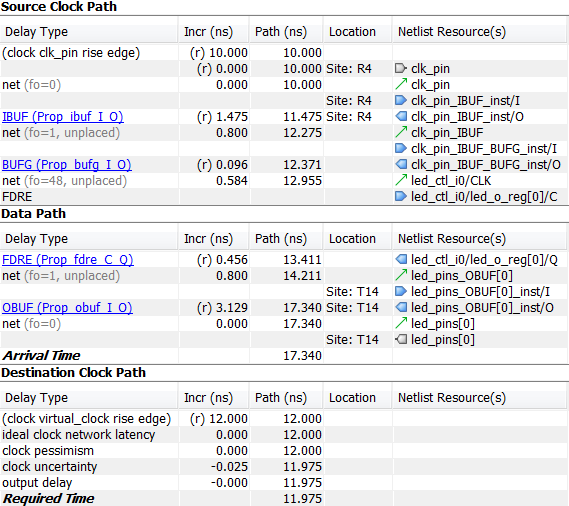 Source Clock Path
Delay Type Incr (ns) Path (ns) Location Netlist Resource(s)
(clock clk_pin rise edge) (r) 10.000 10.000
(r) 0.000 10.000 Site: R4 clk_pin
net (fo=0) 0.000 10.000 clk_pin
Site: R4 clk_pin_IBUF_inst/I
IBUF (Prop_ibuf_I_O) (r) 1.475 11.475 Site: R4 clk_pin_IBUF_inst/O
net (fo=1, unplaced) 0.800 12.275 clk_pin_IBUF
clk_pin_IBUF_BUFG_inst/I
BUFG (Prop_bufg_I_O) (r) 0.096 12.371 clk_pin_IBUF_BUFG_inst/O
net (fo=48, unplaced) 0.584 12.955 led_ctl_i0/CLK
FDRE led_ctl_i0/led_o_reg[0]/C
Data Path
Delay Type Incr (ns) Path (ns) Location Netlist Resource(s)
FDRE (Prop_fdre_C_Q) (r) 0.456 13.411 led_ctl_i0/led_o_reg[0]/Q
net (fo=1, unplaced) 0.800 14.211 led_pins_OBUF[0]
Site: T14 led_pins_OBUF[0]_inst/I
OBUF (Prop_obuf_I_O) (r) 3.129 17.340 Site: T14 led_pins_OBUF[0]_inst/O
net (fo=0) 0.000 17.340 led_pins[0]
Site: T14 led_pins[0]
Arrival Time 17.340
Destination Clock Path
Delay Type Incr (ns) Path (ns) Location Netlist Resource(s)
(clock virtual_clock rise edge) (r) 12.000 12.000
ideal clock network latency 0.000 12.000
clock pessimism 0.000 12.000
clock uncertainty -0.025 11.975
output delay -0.000 11.975
Required Time 11.975